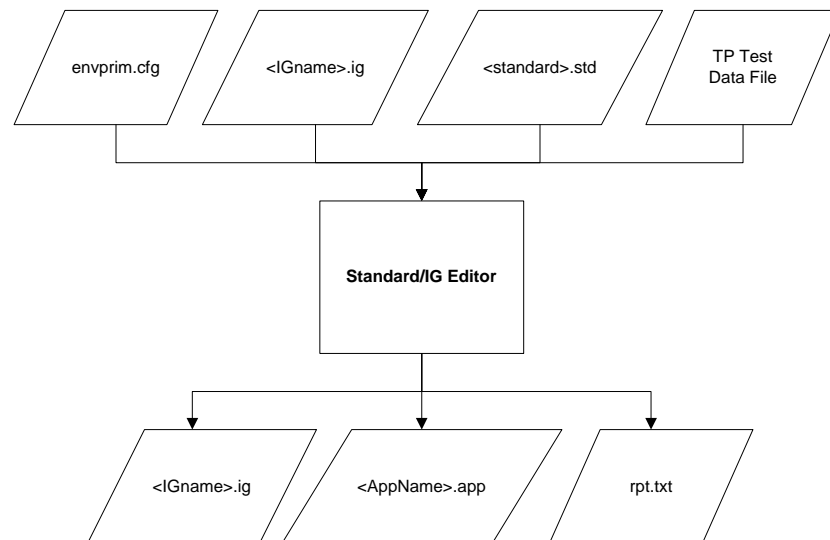 envprim.cfg
<IGname>.ig
<standard>.std
TP Test
Data File
Standard/IG Editor
<IGname>.ig
<AppName>.app
rpt.txt